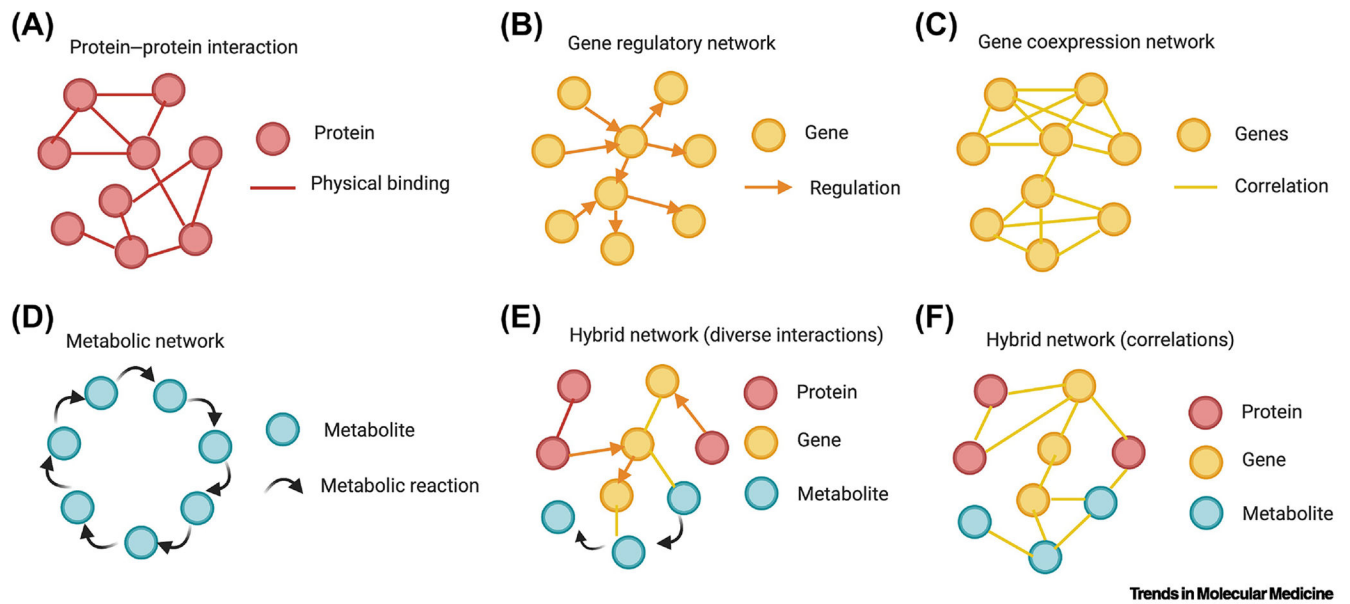 (A)
Protein–protein interaction
Protein
Physical binding
(B)
Gene regulatory network
Gene
Regulation
(C)
Gene coexpression network
Genes
Correlation
(D)
Metabolic network
Metabolite
Metabolic reaction
(E)
Hybrid network (diverse interactions)
Protein
Gene
Metabolite
(F)
Hybrid network (correlations)
Protein
Gene
Metabolite
Trends in Molecular Medicine